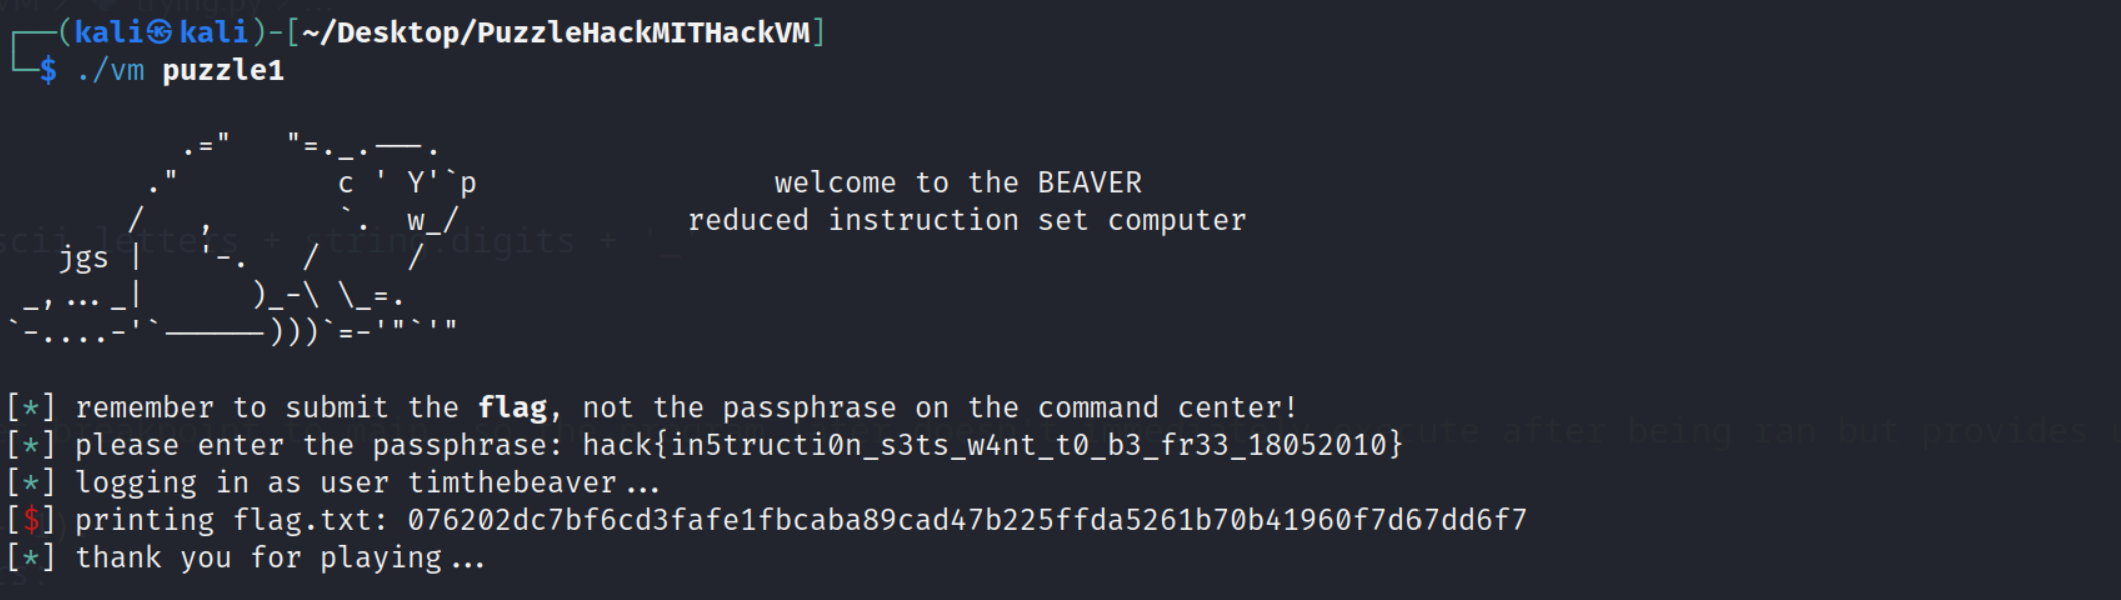 ┌──(kali㉿kali)-[~/Desktop/PuzzleHackMITHackVM]
└─$ ./vm puzzle1
           .="   "=._.---.
         ."         c ' Y'`p
        /   ,       `.  w_/
    jgs |   '-.   /     /
  _,..._|      )_-\ \_=.
 `-....-'`------)))`=-'"`'"
welcome to the BEAVER
reduced instruction set computer
[*] remember to submit the flag, not the passphrase on the command center!
[*] please enter the passphrase: hack{in5tructi0n_s3ts_w4nt_t0_b3_fr33_18052010}
[*] logging in as user timthebeaver...
[$] printing flag.txt: 076202dc7bf6cd3fafe1fbcaba89cad47b225ffda5261b70b41960f7d67dd6f7
[*] thank you for playing...